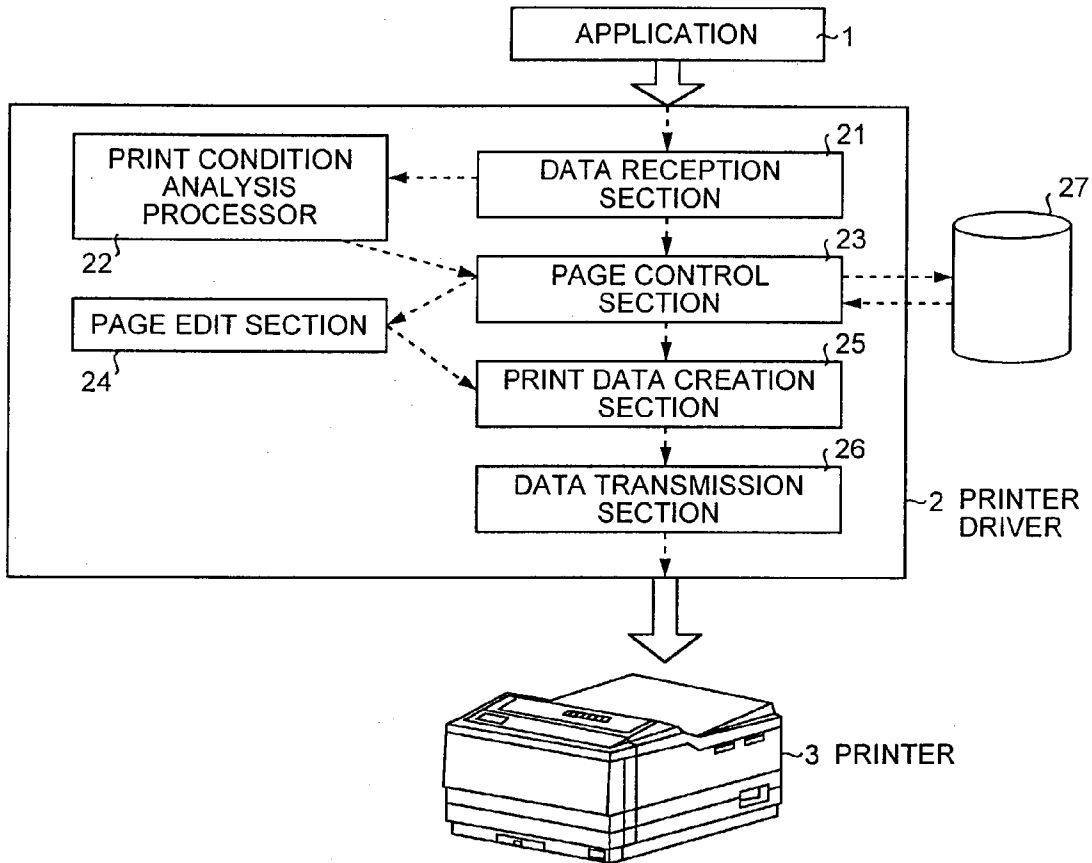 APPLICATION
1
21
PRINT CONDITION
ANALYSIS
PROCESSOR
22
DATA RECEPTION
SECTION
27
23
PAGE CONTROL
SECTION
PAGE EDIT SECTION
24
25
PRINT DATA CREATION
SECTION
26
DATA TRANSMISSION
SECTION
2 PRINTER
DRIVER
3 PRINTER